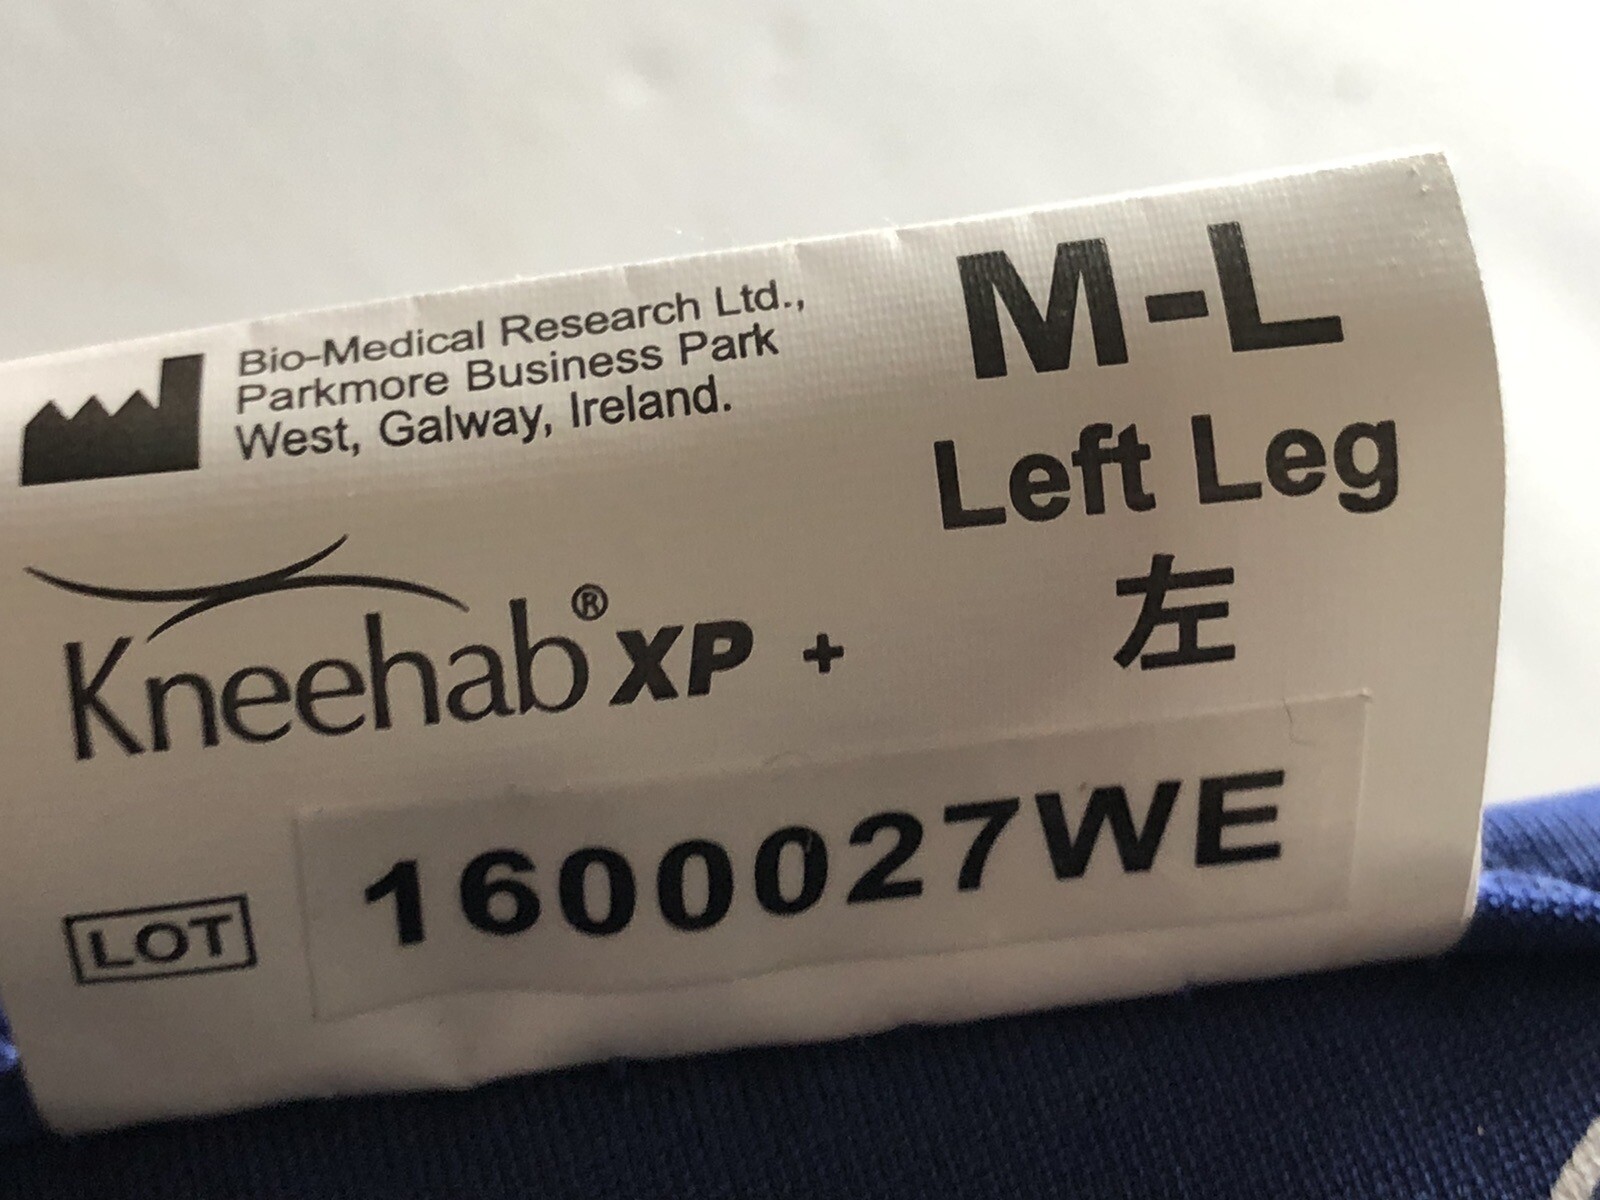 Bio-Medical Research Ltd.,
Parkmore Business Park
West, Galway, Ireland.
M-L
Left Leg
左
Kneehab® XP +
LOT 1600027WE